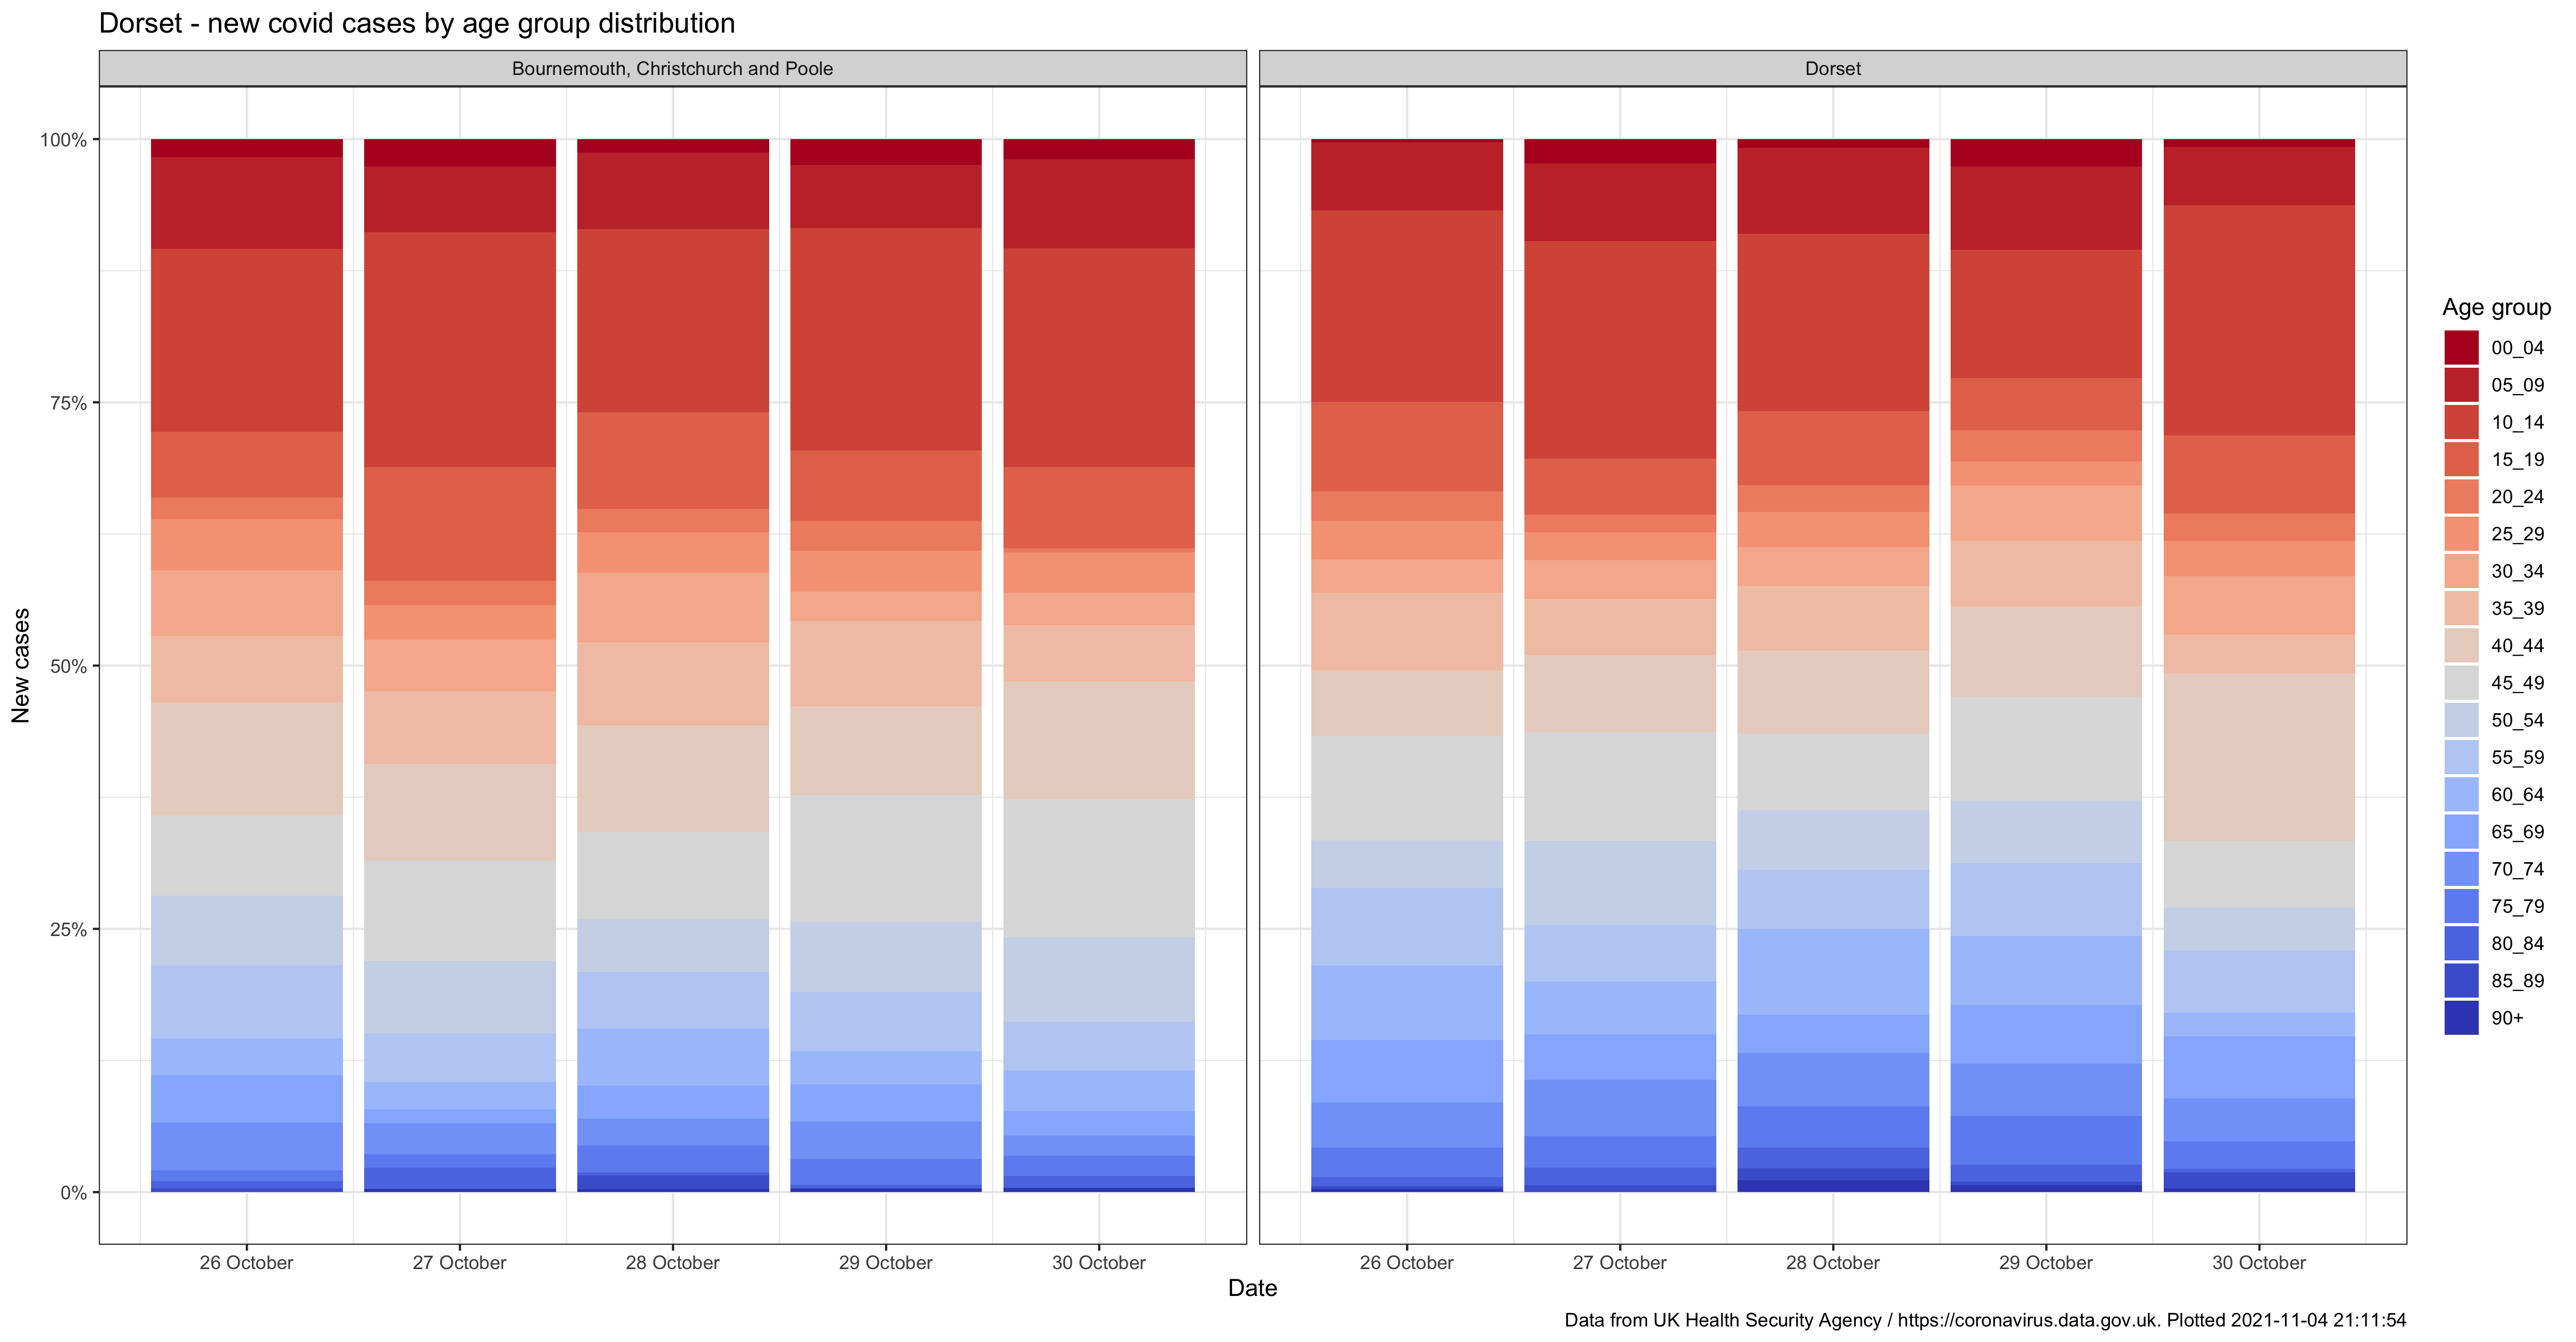 Dorset - new covid cases by age group distribution
Bournemouth, Christchurch and Poole
Dorset
100%
75%
50%
25%
0%
New cases
26 October
27 October
28 October
29 October
30 October
26 October
27 October
28 October
29 October
30 October
Date
Age group
00_04
05_09
10_14
15_19
20_24
25_29
30_34
35_39
40_44
45_49
50_54
55_59
60_64
65_69
70_74
75_79
80_84
85_89
90+
Data from UK Health Security Agency / https://coronavirus.data.gov.uk. Plotted 2021-11-04 21:11:54